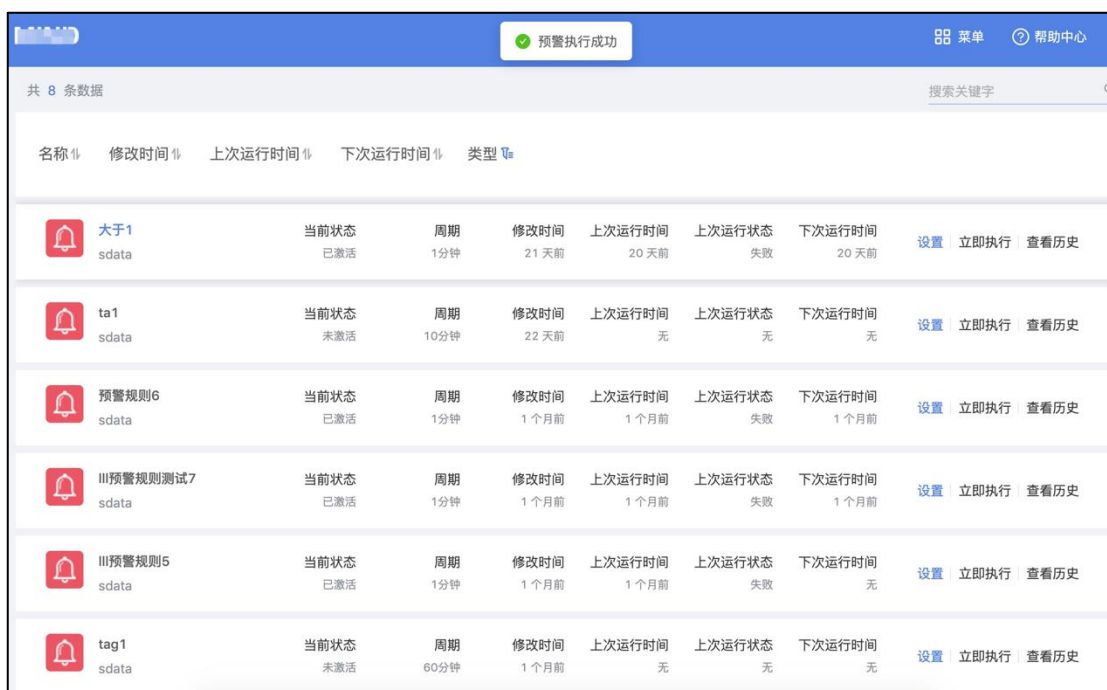 预警执行成功
菜单 帮助中心
共 8 条数据 搜索关键字
名称 修改时间 上次运行时间 下次运行时间 类型
大于1 当前状态 周期 修改时间 上次运行时间 上次运行状态 下次运行时间 设置 立即执行 查看历史
sdata 已激活 1分钟 21 天前 20 天前 失败 20 天前
ta1 当前状态 周期 修改时间 上次运行时间 上次运行状态 下次运行时间 设置 立即执行 查看历史
sdata 未激活 10分钟 22 天前 无 无 无
预警规则6 当前状态 周期 修改时间 上次运行时间 上次运行状态 下次运行时间 设置 立即执行 查看历史
sdata 已激活 1分钟 1 个月前 1 个月前 失败 1 个月前
lll预警规则测试7 当前状态 周期 修改时间 上次运行时间 上次运行状态 下次运行时间 设置 立即执行 查看历史
sdata 已激活 1分钟 1 个月前 1 个月前 失败 1 个月前
lll预警规则5 当前状态 周期 修改时间 上次运行时间 上次运行状态 下次运行时间 设置 立即执行 查看历史
sdata 已激活 1分钟 1 个月前 1 个月前 失败 无
tag1 当前状态 周期 修改时间 上次运行时间 上次运行状态 下次运行时间 设置 立即执行 查看历史
sdata 未激活 60分钟 1 个月前 无 无 无